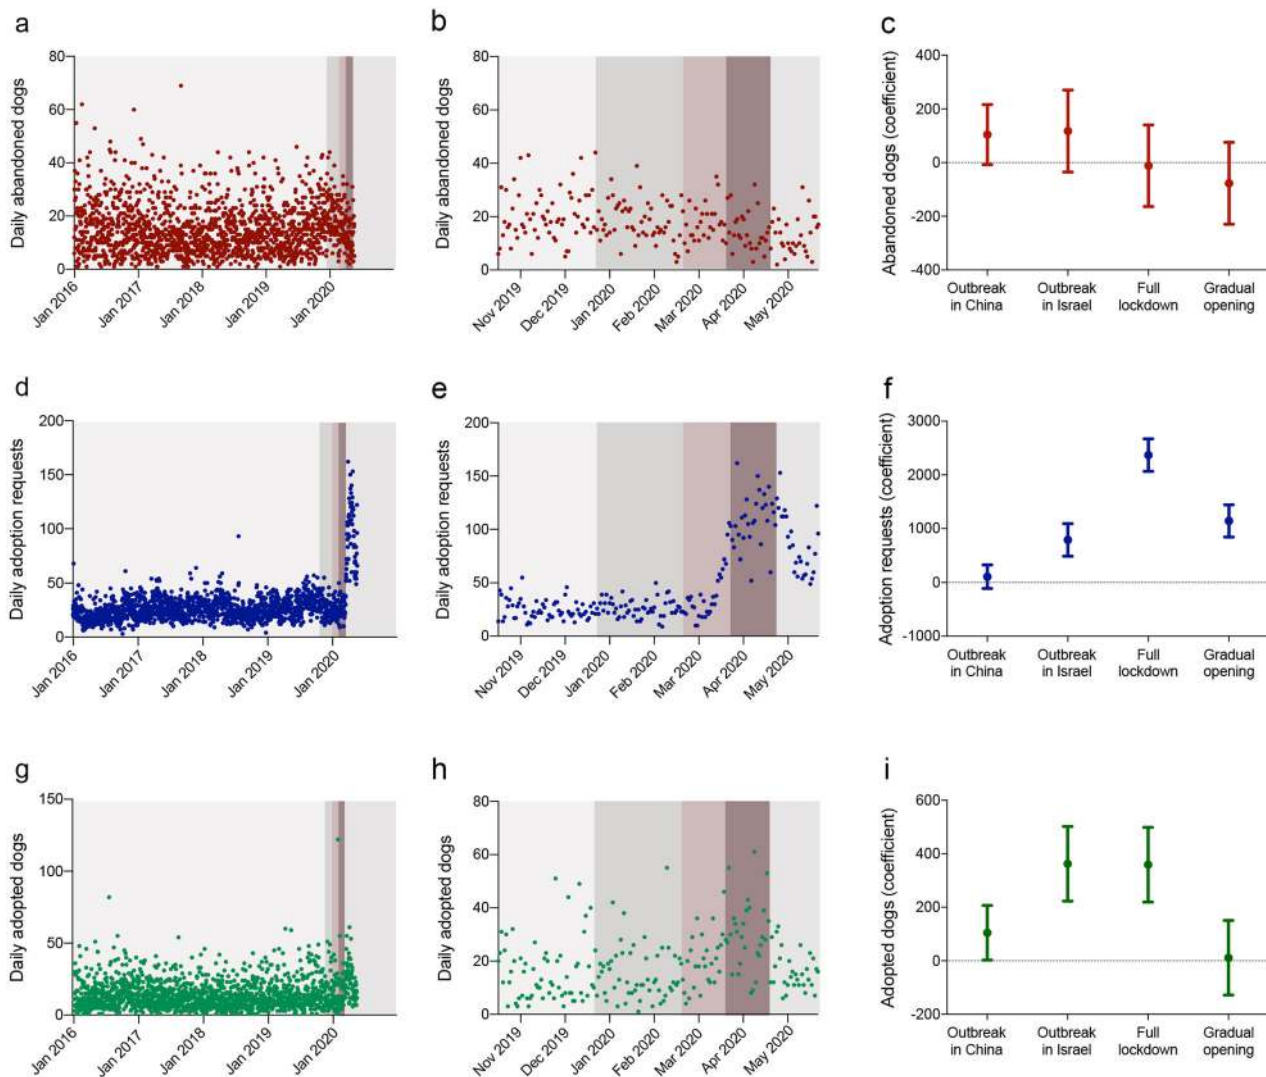 a
Daily abandoned dogs
80
60
40
20
0
Jan 2016
Jan 2017
Jan 2018
Jan 2019
Jan 2020
b
Daily abandoned dogs
80
60
40
20
0
Nov 2019
Dec 2019
Jan 2020
Feb 2020
Mar 2020
Apr 2020
May 2020
c
Abandoned dogs (coefficient)
400
200
0
-200
-400
Outbreak
in China
Outbreak
in Israel
Full
lockdown
Gradual
opening
d
Daily adoption requests
200
150
100
50
0
Jan 2016
Jan 2017
Jan 2018
Jan 2019
Jan 2020
e
Daily adoption requests
200
150
100
50
0
Nov 2019
Dec 2019
Jan 2020
Feb 2020
Mar 2020
Apr 2020
May 2020
f
Adoption requests (coefficient)
3000
2000
1000
0
-1000
Outbreak
in China
Outbreak
in Israel
Full
lockdown
Gradual
opening
g
Daily adopted dogs
150
100
50
0
Jan 2016
Jan 2017
Jan 2018
Jan 2019
Jan 2020
h
Daily adopted dogs
80
60
40
20
0
Nov 2019
Dec 2019
Jan 2020
Feb 2020
Mar 2020
Apr 2020
May 2020
i
Adopted dogs (coefficient)
600
400
200
0
-200
Outbreak
in China
Outbreak
in Israel
Full
lockdown
Gradual
opening